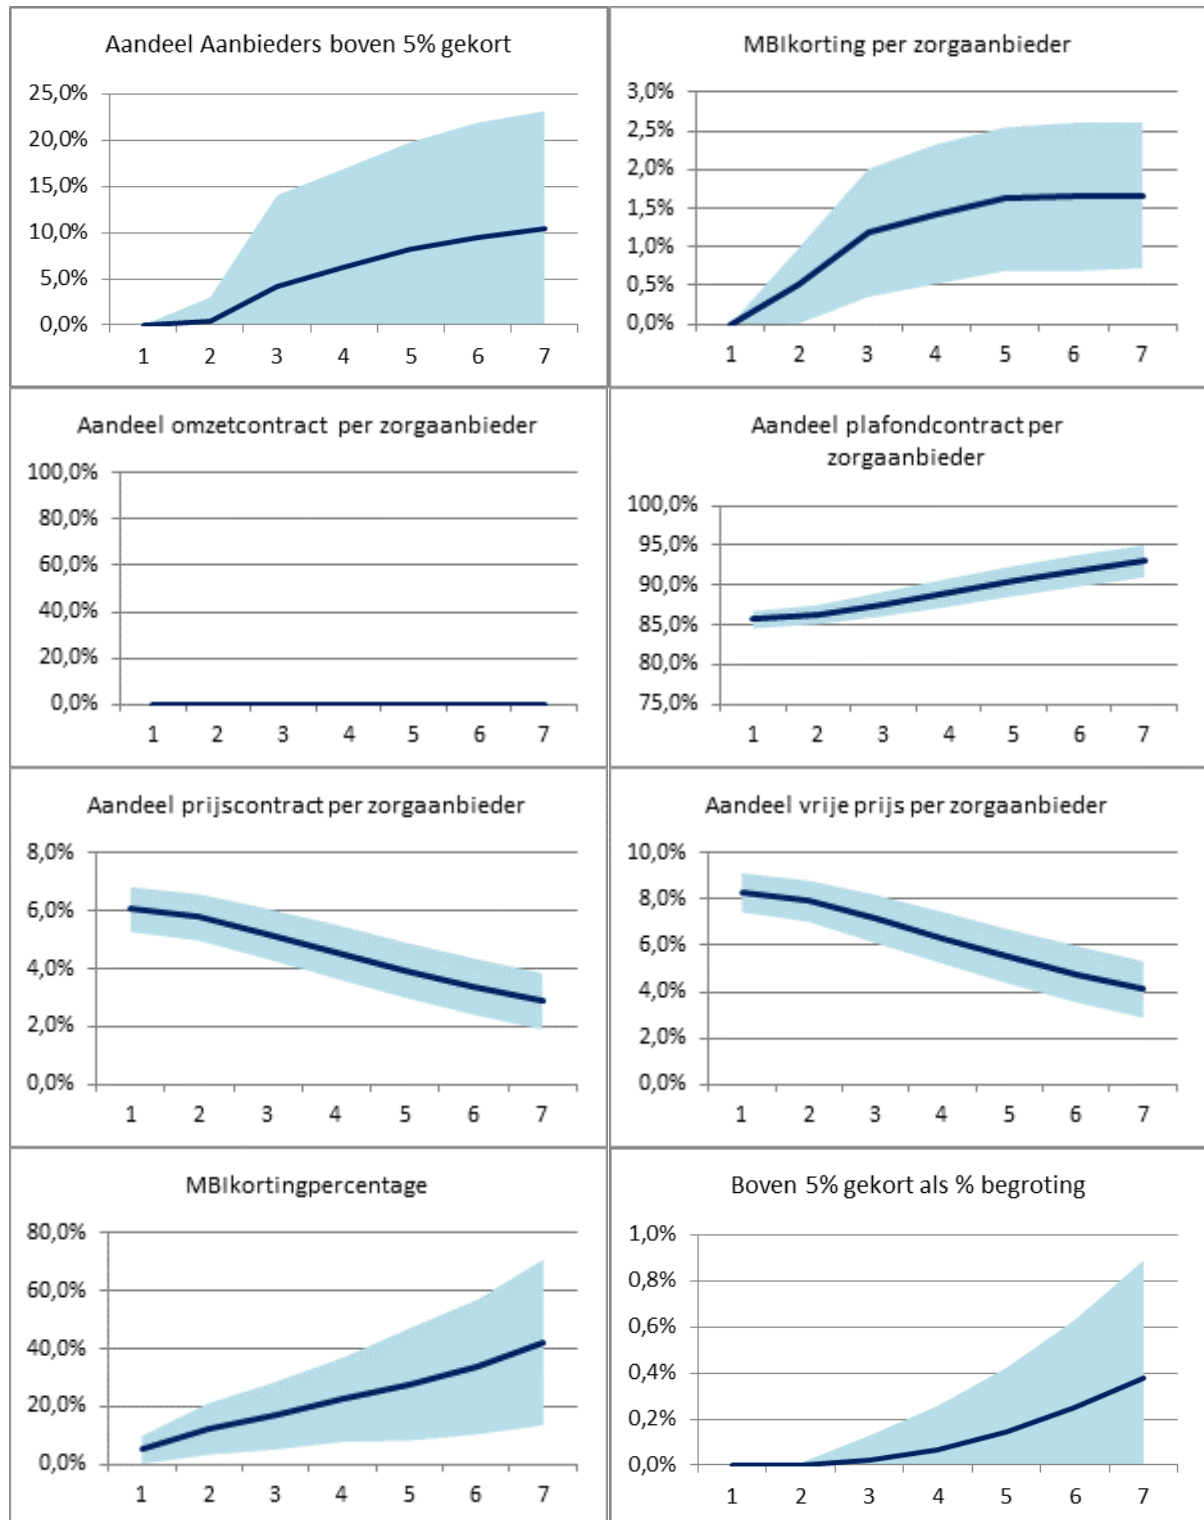 Aandeel Aanbieders boven 5% gekort
25,0%
20,0%
15,0%
10,0%
5,0%
0,0%
1 2 3 4 5 6 7
MBIkorting per zorgaanbieder
3,0%
2,5%
2,0%
1,5%
1,0%
0,5%
0,0%
1 2 3 4 5 6 7
Aandeel omzetcontract per zorgaanbieder
100,0%
80,0%
60,0%
40,0%
20,0%
0,0%
1 2 3 4 5 6 7
Aandeel plafondcontract per
zorgaanbieder
100,0%
95,0%
90,0%
85,0%
80,0%
75,0%
1 2 3 4 5 6 7
Aandeel prijscontract per zorgaanbieder
8,0%
6,0%
4,0%
2,0%
0,0%
1 2 3 4 5 6 7
Aandeel vrije prijs per zorgaanbieder
10,0%
8,0%
6,0%
4,0%
2,0%
0,0%
1 2 3 4 5 6 7
MBIkortingpercentage
80,0%
60,0%
40,0%
20,0%
0,0%
1 2 3 4 5 6 7
Boven 5% gekort als % begroting
1,0%
0,8%
0,6%
0,4%
0,2%
0,0%
1 2 3 4 5 6 7